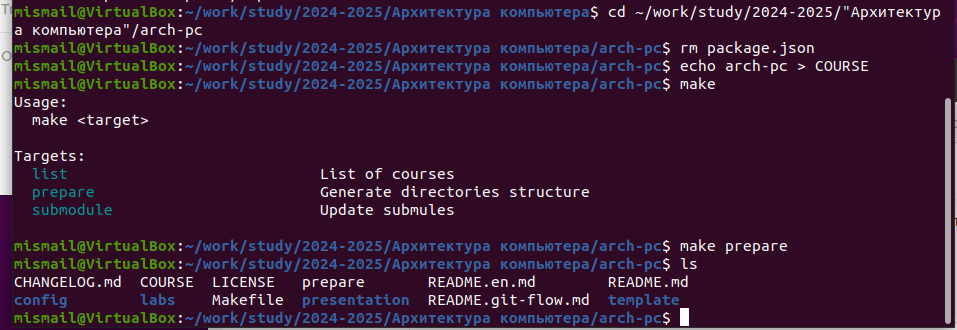 mismail@VirtualBox:~/work/study/2024-2025/Архитектура компьютера$ cd ~/work/study/2024-2025/"Архитектур
а компьютера"/arch-pc
mismail@VirtualBox:~/work/study/2024-2025/Архитектура компьютера/arch-pc$ rm package.json
mismail@VirtualBox:~/work/study/2024-2025/Архитектура компьютера/arch-pc$ echo arch-pc > COURSE
mismail@VirtualBox:~/work/study/2024-2025/Архитектура компьютера/arch-pc$ make
Usage:
  make <target>

Targets:
  list                            List of courses
  prepare                         Generate directories structure
  submodule                       Update submules

mismail@VirtualBox:~/work/study/2024-2025/Архитектура компьютера/arch-pc$ make prepare
mismail@VirtualBox:~/work/study/2024-2025/Архитектура компьютера/arch-pc$ ls
CHANGELOG.md  COURSE  LICENSE   prepare       README.en.md        README.md
config        labs    Makefile  presentation  README.git-flow.md  template
mismail@VirtualBox:~/work/study/2024-2025/Архитектура компьютера/arch-pc$